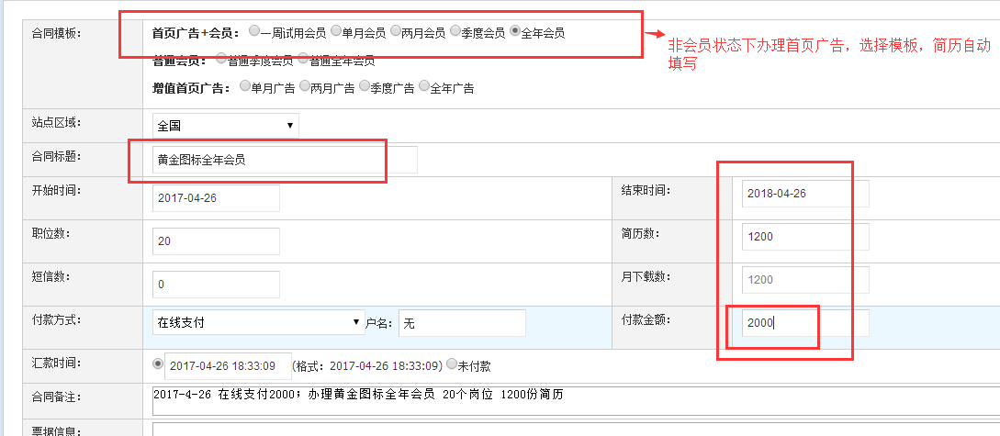 合同模板： 首页广告+会员： 一周试用会员 单月会员 两月会员 季度会员 全年会员
非会员状态下办理首页广告，选择模板，简历自动
填写
普通会员： 普通季度会员 普通全年会员
增值首页广告： 单月广告 两月广告 季度广告 全年广告
站点区域： 全国
合同标题： 黄金图标全年会员
开始时间： 2017-04-26 结束时间： 2018-04-26
职位数： 20 简历数： 1200
短信数： 0 月下载数： 1200
付款方式： 在线支付 户名： 无 付款金额： 2000
汇款时间： 2017-04-26 18:33:09 (格式：2017-04-26 18:33:09) 未付款
合同备注： 2017-4-26 在线支付2000；办理黄金图标全年会员 20个岗位 1200份简历
票据信息：